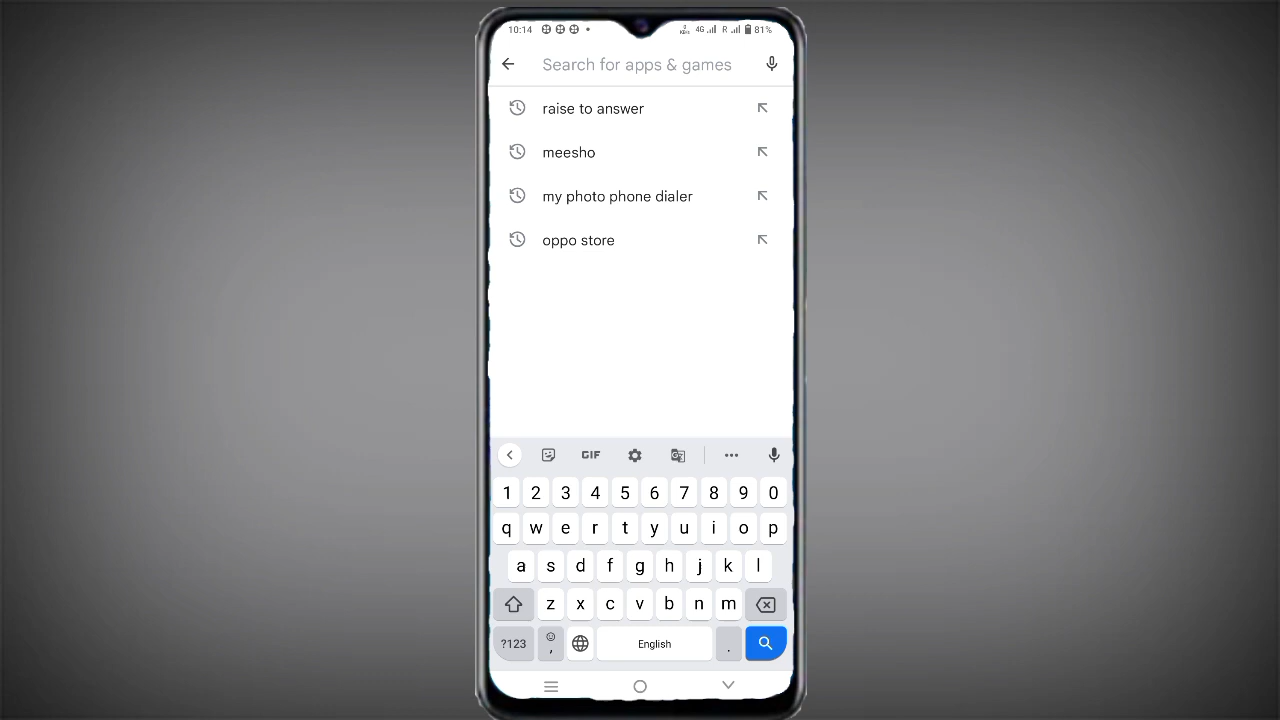 10:14 4G R 81%
Search for apps & games
raise to answer
meesho
my photo phone dialer
oppo store
GIF
1 2 3 4 5 6 7 8 9 0
q w e r t y u i o p
a s d f g h j k l
z x c v b n m
?123 , English .